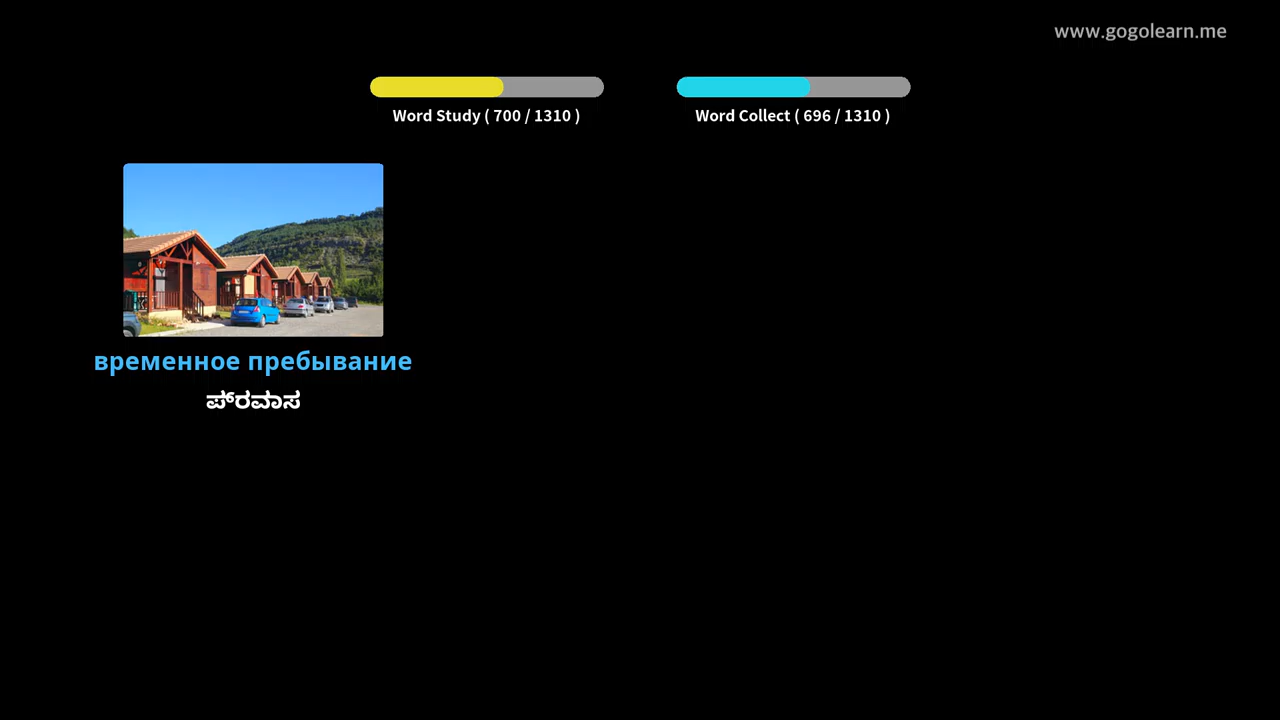 www.gogolearn.me
Word Study ( 700 / 1310 )
Word Collect ( 696 / 1310 )
временное пребывание
ಪ್ರವಾಸ